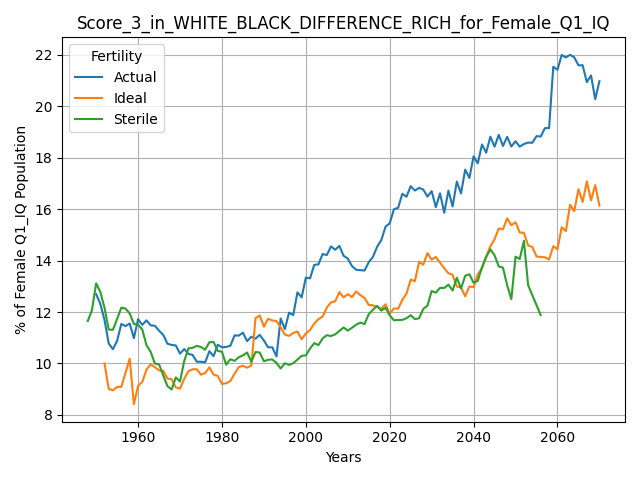 Score_3_in_WHITE_BLACK_DIFFERENCE_RICH_for_Female_Q1_IQ
Fertility
Actual
Ideal
Sterile
% of Female Q1_IQ Population
22
20
18
16
14
12
10
8
1960
1980
2000
2020
2040
2060
Years